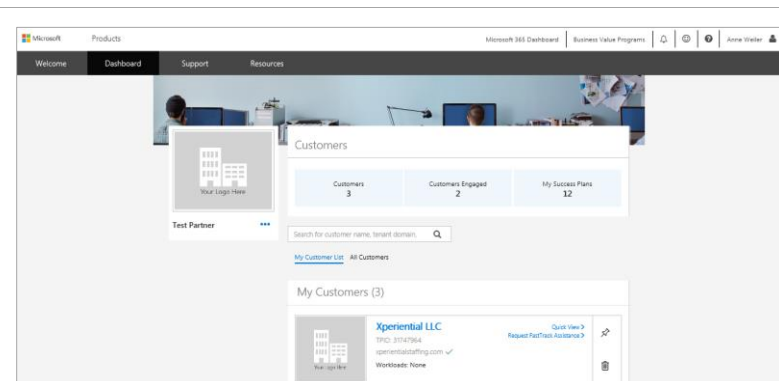 Microsoft Products Microsoft 365 Dashboard Business Value Programs Anne Weiler
Welcome Dashboard Support Resources
Your Logo Here
Test Partner
Customers
Customers Customers Engaged My Success Plans
3 2 12
Search for customer name, tenant domain,
My Customer List All Customers
My Customers (3)
Your Logo Here
Xperiential LLC Quick View >
TPID: 31747964 Request FastTrack Assistance >
xperientialstaffing.com
Workloads: None